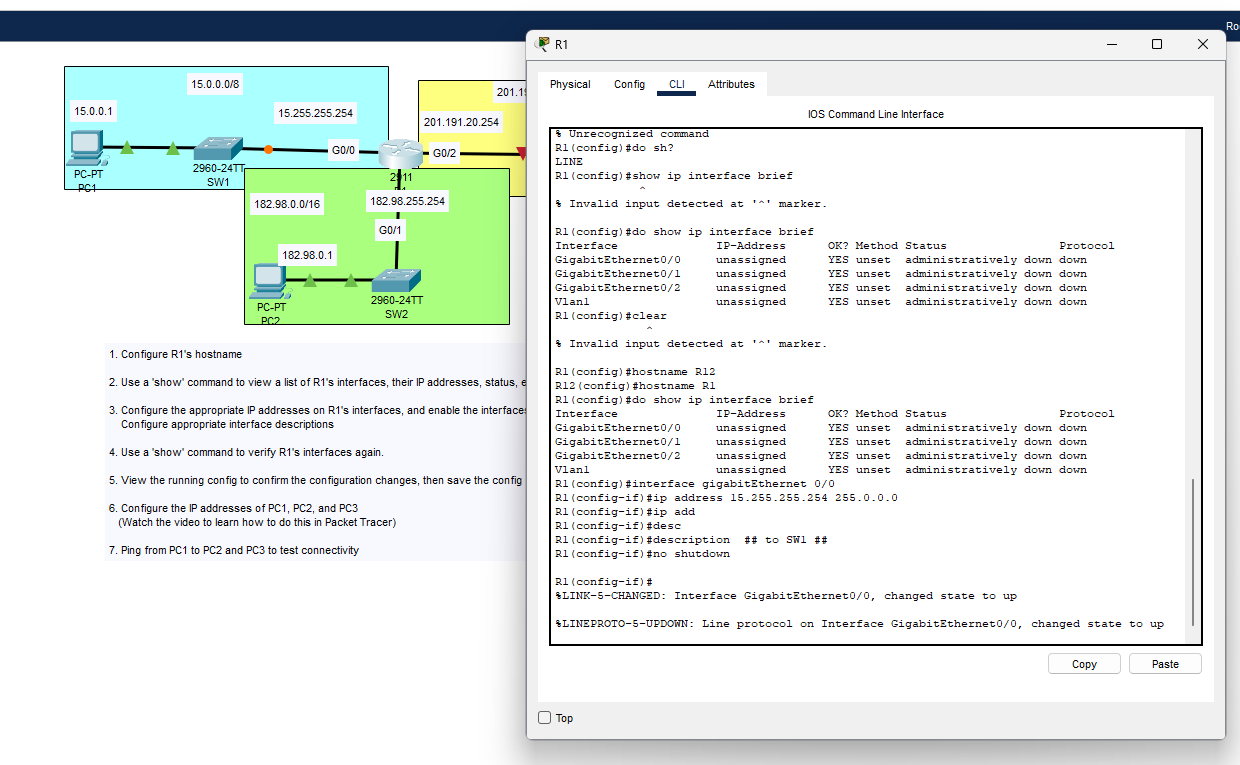 Ro
R1
Physical
Config
CLI
Attributes
IOS Command Line Interface
15.0.0.0/8
15.0.0.1
15.255.255.254
201.19
201.191.20.254
G0/0
G0/2
PC-PT
PC1
2960-24TT
SW1
2911
182.98.0.0/16
182.98.255.254
G0/1
182.98.0.1
PC-PT
PC2
2960-24TT
SW2
1. Configure R1's hostname
2. Use a 'show' command to view a list of R1's interfaces, their IP addresses, status, e
3. Configure the appropriate IP addresses on R1's interfaces, and enable the interfaces
Configure appropriate interface descriptions
4. Use a 'show' command to verify R1's interfaces again.
5. View the running config to confirm the configuration changes, then save the config
6. Configure the IP addresses of PC1, PC2, and PC3
(Watch the video to learn how to do this in Packet Tracer)
7. Ping from PC1 to PC2 and PC3 to test connectivity
% Unrecognized command
R1(config)#do sh?
LINE
R1(config)#show ip interface brief
^
% Invalid input detected at '^' marker.
R1(config)#do show ip interface brief
Interface IP-Address OK? Method Status Protocol
GigabitEthernet0/0 unassigned YES unset administratively down down
GigabitEthernet0/1 unassigned YES unset administratively down down
GigabitEthernet0/2 unassigned YES unset administratively down down
Vlan1 unassigned YES unset administratively down down
R1(config)#clear
^
% Invalid input detected at '^' marker.
R1(config)#hostname R12
R12(config)#hostname R1
R1(config)#do show ip interface brief
Interface IP-Address OK? Method Status Protocol
GigabitEthernet0/0 unassigned YES unset administratively down down
GigabitEthernet0/1 unassigned YES unset administratively down down
GigabitEthernet0/2 unassigned YES unset administratively down down
Vlan1 unassigned YES unset administratively down down
R1(config)#interface gigabitEthernet 0/0
R1(config-if)#ip address 15.255.255.254 255.0.0.0
R1(config-if)#ip add
R1(config-if)#desc
R1(config-if)#description ## to SW1 ##
R1(config-if)#no shutdown
R1(config-if)#
%LINK-5-CHANGED: Interface GigabitEthernet0/0, changed state to up
%LINEPROTO-5-UPDOWN: Line protocol on Interface GigabitEthernet0/0, changed state to up
Copy
Paste
Top